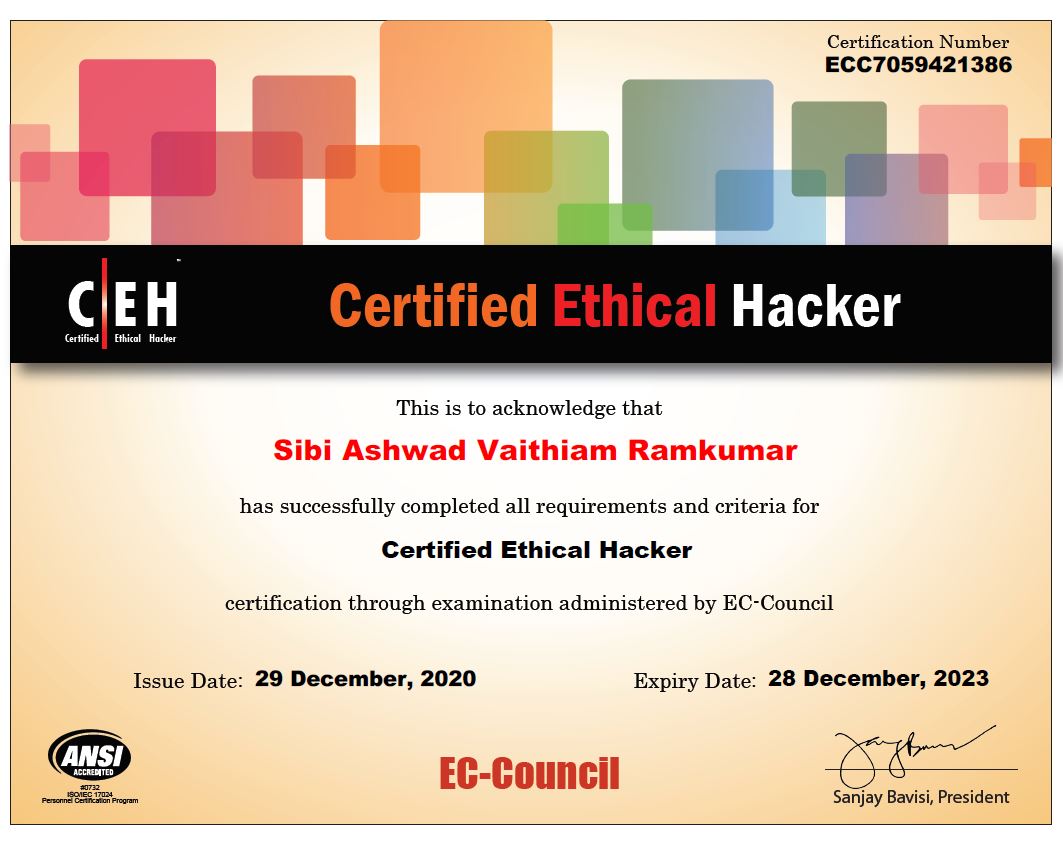 Certification Number
ECC7059421386
C|EH™
Certified Ethical Hacker
Certified Ethical Hacker
This is to acknowledge that
Sibi Ashwad Vaithiam Ramkumar
has successfully completed all requirements and criteria for
Certified Ethical Hacker
certification through examination administered by EC-Council
Issue Date: 29 December, 2020
Expiry Date: 28 December, 2023
ANSI
ACCREDITED
#0732
ISO/IEC 17024
Personnel Certification Program
EC-Council
Sanjay Bavisi, President